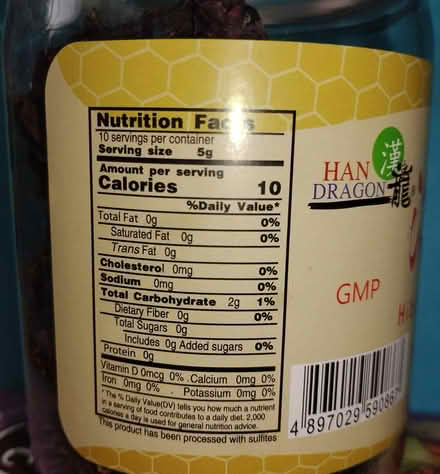 Nutrition Facts
10 servings per container
Serving size 5g
Amount per serving
Calories 10
%Daily Value*
Total Fat 0g 0%
Saturated Fat 0g 0%
Trans Fat 0g
Cholesterol 0mg 0%
Sodium 0mg 0%
Total Carbohydrate 2g 1%
Dietary Fiber 0g 0%
Total Sugars 0g
Includes 0g Added sugars 0%
Protein 0g
Vitamin D 0mcg 0% . Calcium 0mg 0%
Iron 0mg 0% . Potassium 0mg 0%
* The % Daily Value(DV) tells you how much a nutrient
in a serving of food contributes to a daily diet. 2,000
calories a day is used for general nutrition advice.
This product has been processed with sulfites
漢
HAN
DRAGON
®
GMP
4 897029